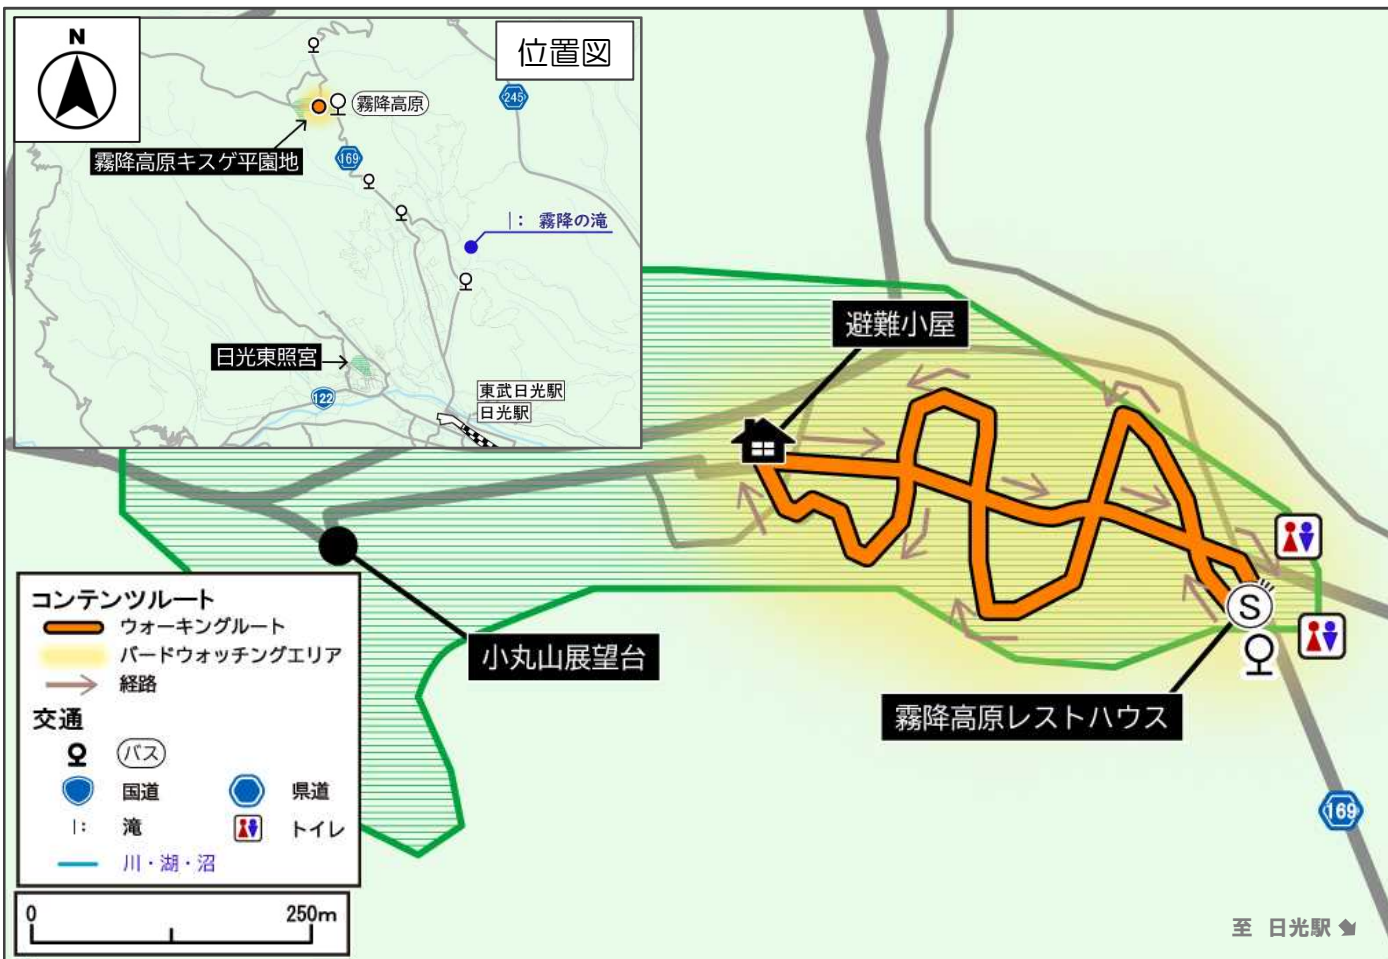 N
位置図
245
霧降高原
霧降高原キスゲ平園地
169
霧降の滝
日光東照宮
122
東武日光駅
日光駅
避難小屋
小丸山展望台
S
霧降高原レストハウス
169
至 日光駅
コンテンツルート
ウォーキングルート
バードウォッチングエリア
経路
交通
バス
国道
県道
滝
トイレ
川・湖・沼
0
250m